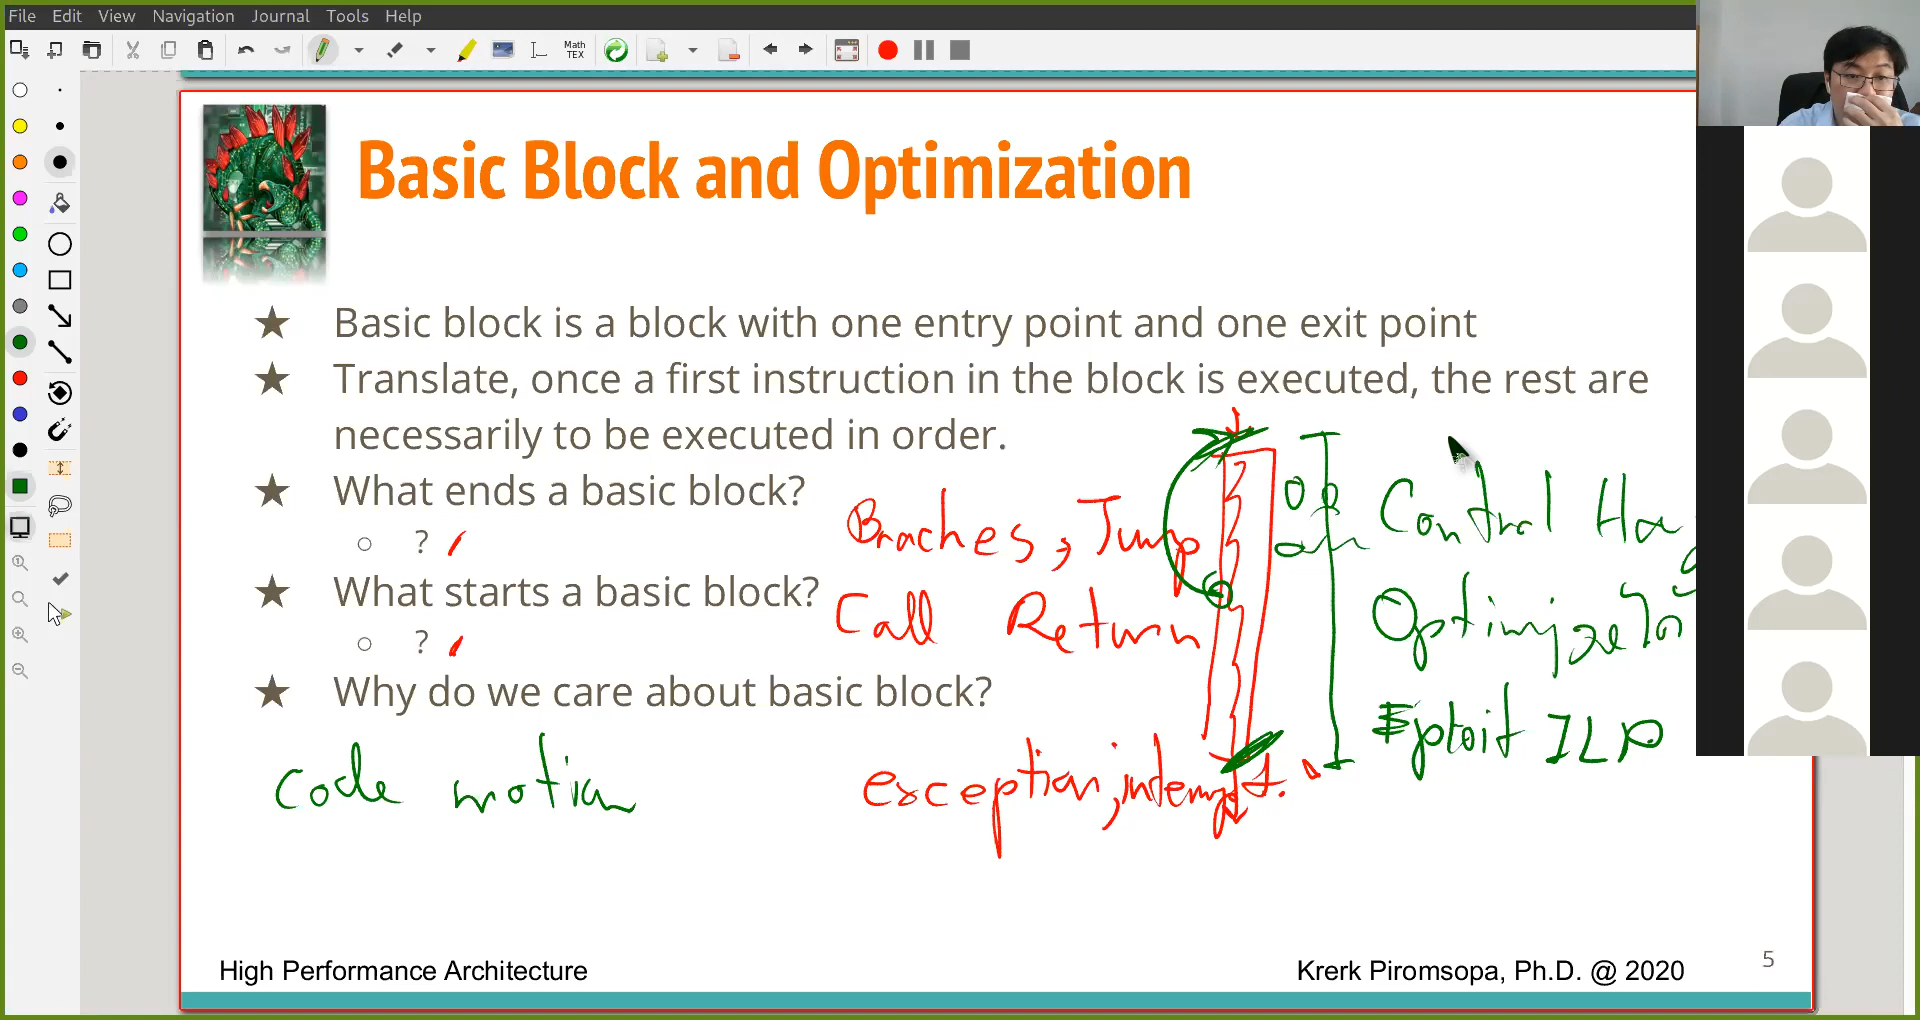 File Edit View Navigation Journal Tools Help
Math TEX
Basic Block and Optimization
★ Basic block is a block with one entry point and one exit point
★ Translate, once a first instruction in the block is executed, the rest are
necessarily to be executed in order.
★ What ends a basic block?
○ ?
Braches, Jump
★ What starts a basic block?
○ ?
Call Return
★ Why do we care about basic block?
code motion
exception,
Control Ha
Exploit ILP
High Performance Architecture
Krerk Piromsopa, Ph.D. @ 2020
5